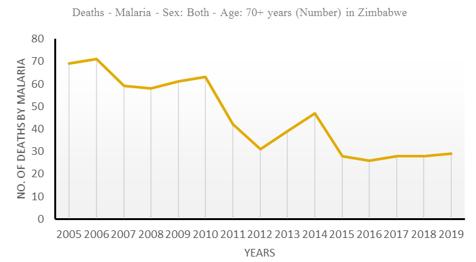 Deaths - Malaria - Sex: Both - Age: 70+ years (Number) in Zimbabwe
80
70
60
50
40
30
20
10
0
NO. OF DEATHS BY MALARIA
2005 2006 2007 2008 2009 2010 2011 2012 2013 2014 2015 2016 2017 2018 2019
YEARS